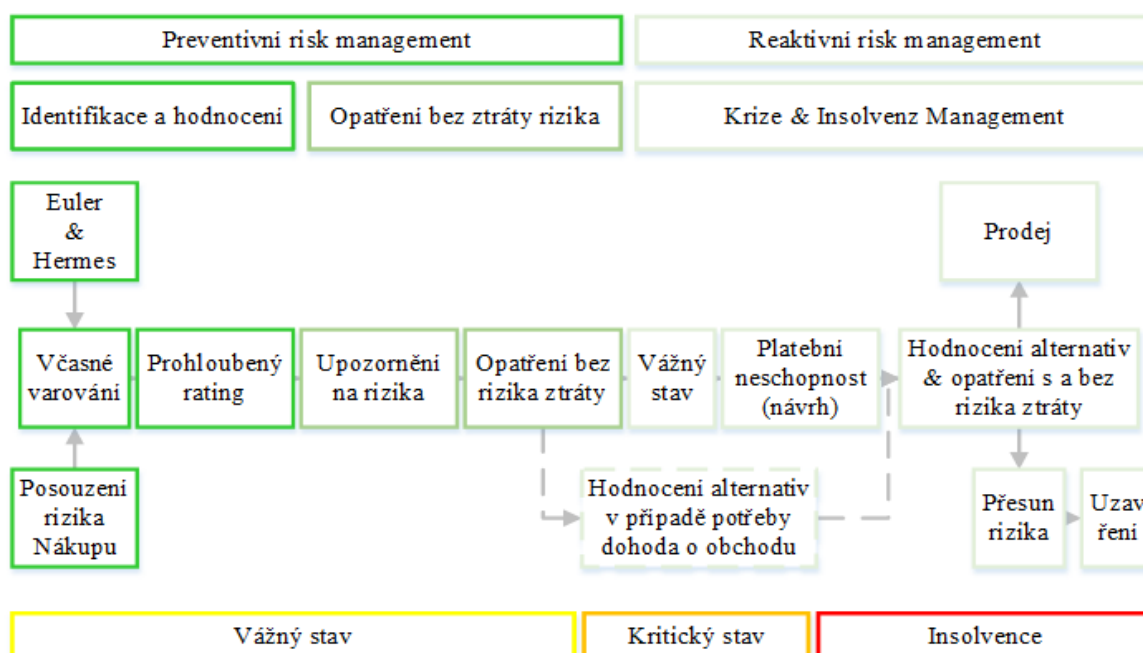 Preventivní risk management
Reaktivní risk management
Identifikace a hodnocení
Opatření bez ztráty rizika
Krize & Insolvenz Management
Euler
&
Hermes
Prodej
Včasné
varování
Prohloubený
rating
Upozornění
na rizika
Opatření bez
rizika ztráty
Vážný
stav
Platební
neschopnost
(návrh)
Hodnocení alternativ
& opatření s a bez
rizika ztráty
Posouzení
rizika
Nákupu
Hodnocení alternativ
v případě potřeby
dohoda o obchodu
Přesun
rizika
Uzav
ření
Vážný stav
Kritický stav
Insolvence